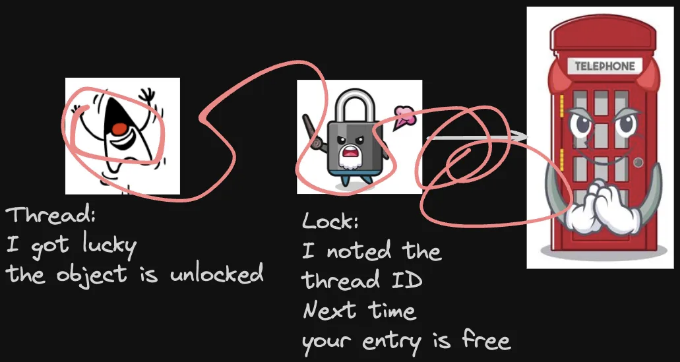 TELEPHONE
Thread:
I got lucky
the object is unlocked
Lock:
I noted the
thread ID
Next time
your entry is free